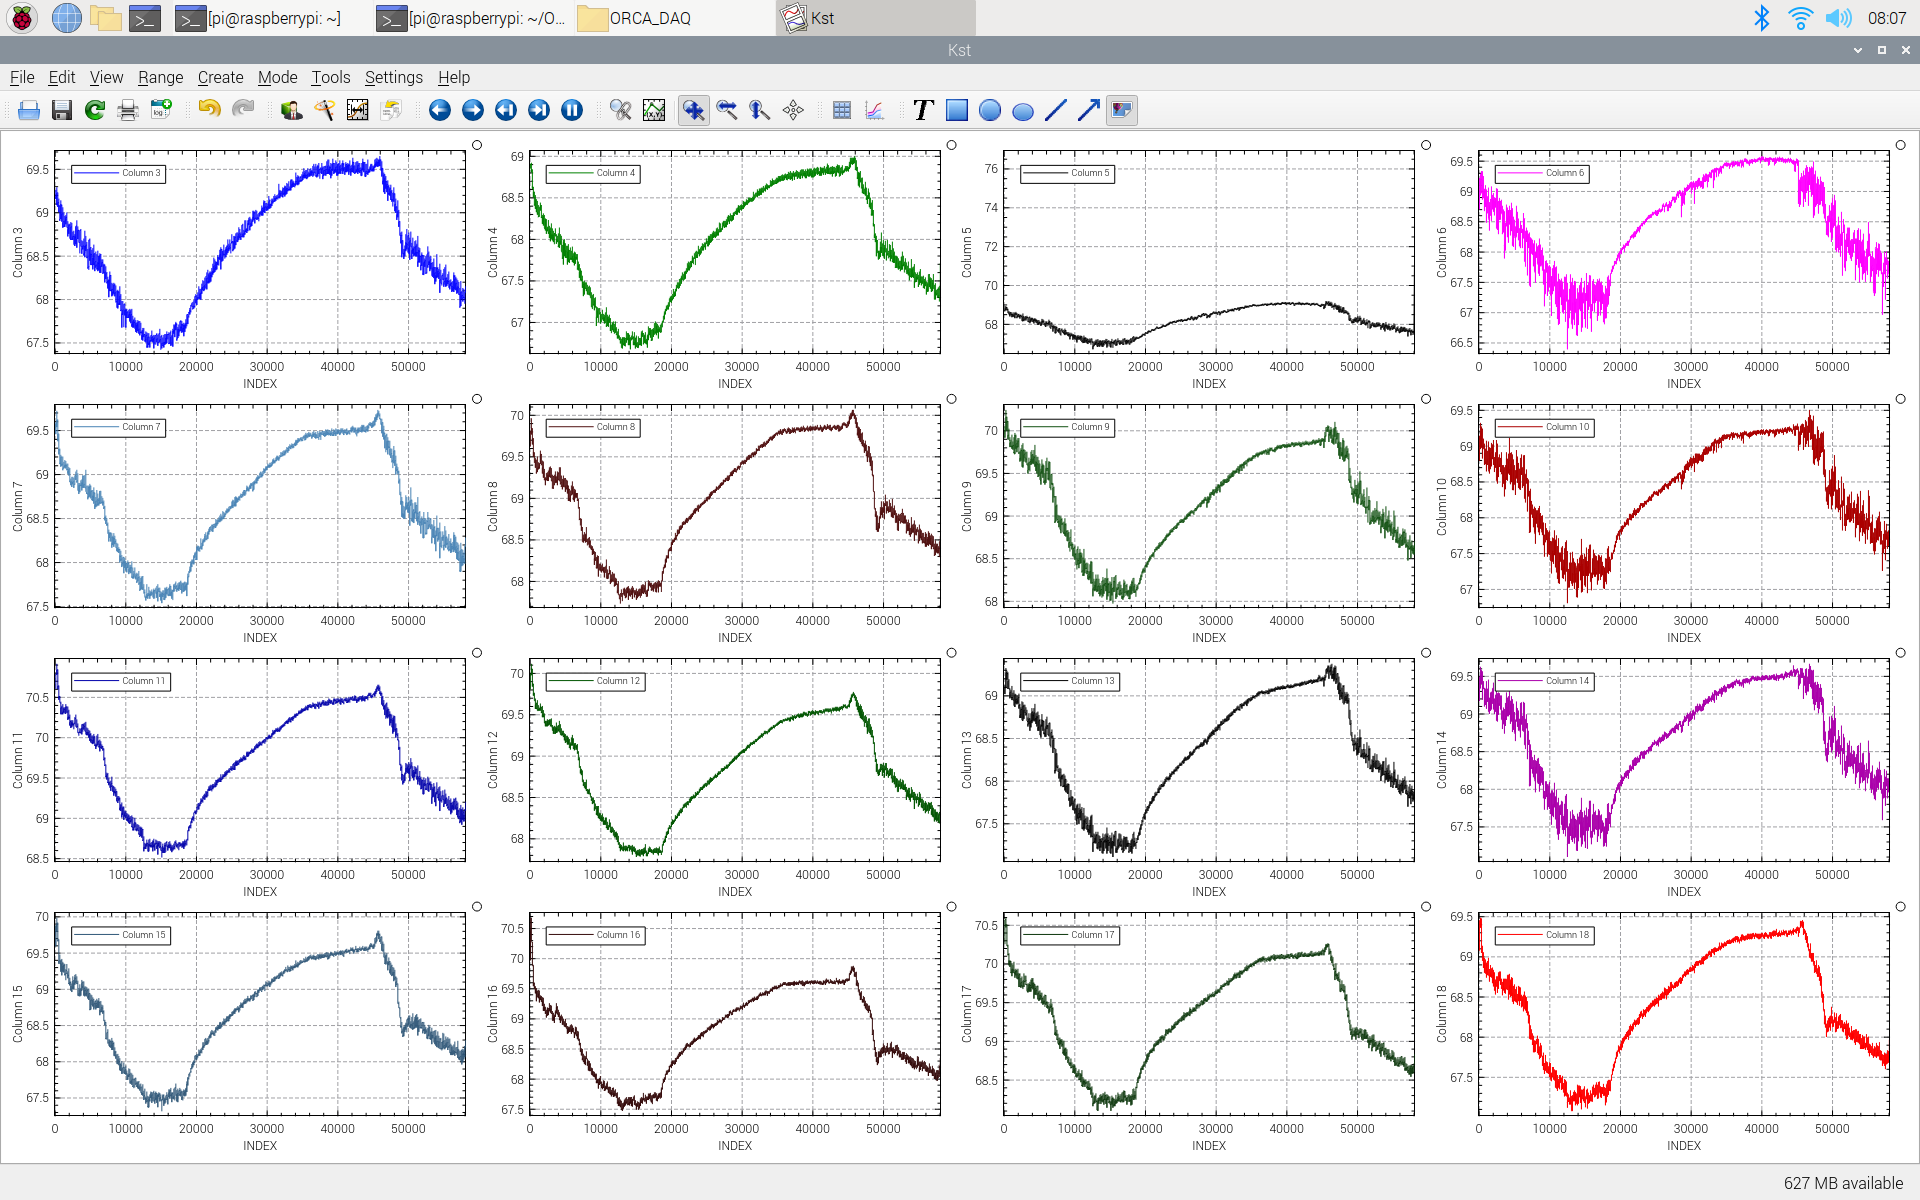 [pi@raspberrypi: ~] [pi@raspberrypi: ~/O... ORCA_DAQ Kst 08:07
Kst
File Edit View Range Create Mode Tools Settings Help
Column 3
69.5
69
68.5
68
67.5
Column 3
0 10000 20000 30000 40000 50000
INDEX
Column 4
69
68.5
68
67.5
67
Column 4
0 10000 20000 30000 40000 50000
INDEX
Column 5
76
74
72
70
68
Column 5
0 10000 20000 30000 40000 50000
INDEX
Column 6
69.5
69
68.5
68
67.5
67
66.5
Column 6
0 10000 20000 30000 40000 50000
INDEX
Column 7
69.5
69
68.5
68
67.5
Column 7
0 10000 20000 30000 40000 50000
INDEX
Column 8
70
69.5
69
68.5
68
Column 8
0 10000 20000 30000 40000 50000
INDEX
Column 9
70
69.5
69
68.5
68
Column 9
0 10000 20000 30000 40000 50000
INDEX
Column 10
69.5
69
68.5
68
67.5
67
Column 10
0 10000 20000 30000 40000 50000
INDEX
Column 11
70.5
70
69.5
69
68.5
Column 11
0 10000 20000 30000 40000 50000
INDEX
Column 12
70
69.5
69
68.5
68
Column 12
0 10000 20000 30000 40000 50000
INDEX
Column 13
69
68.5
68
67.5
Column 13
0 10000 20000 30000 40000 50000
INDEX
Column 14
69.5
69
68.5
68
67.5
Column 14
0 10000 20000 30000 40000 50000
INDEX
Column 15
70
69.5
69
68.5
68
67.5
Column 15
0 10000 20000 30000 40000 50000
INDEX
Column 16
70.5
70
69.5
69
68.5
68
67.5
Column 16
0 10000 20000 30000 40000 50000
INDEX
Column 17
70.5
70
69.5
69
68.5
Column 17
0 10000 20000 30000 40000 50000
INDEX
Column 18
69.5
69
68.5
68
67.5
Column 18
0 10000 20000 30000 40000 50000
INDEX
627 MB available